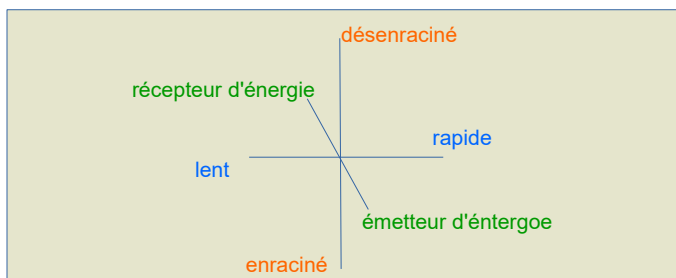 désenraciné
récepteur d'énergie
rapide
lent
émetteur d'éntergoe
enraciné